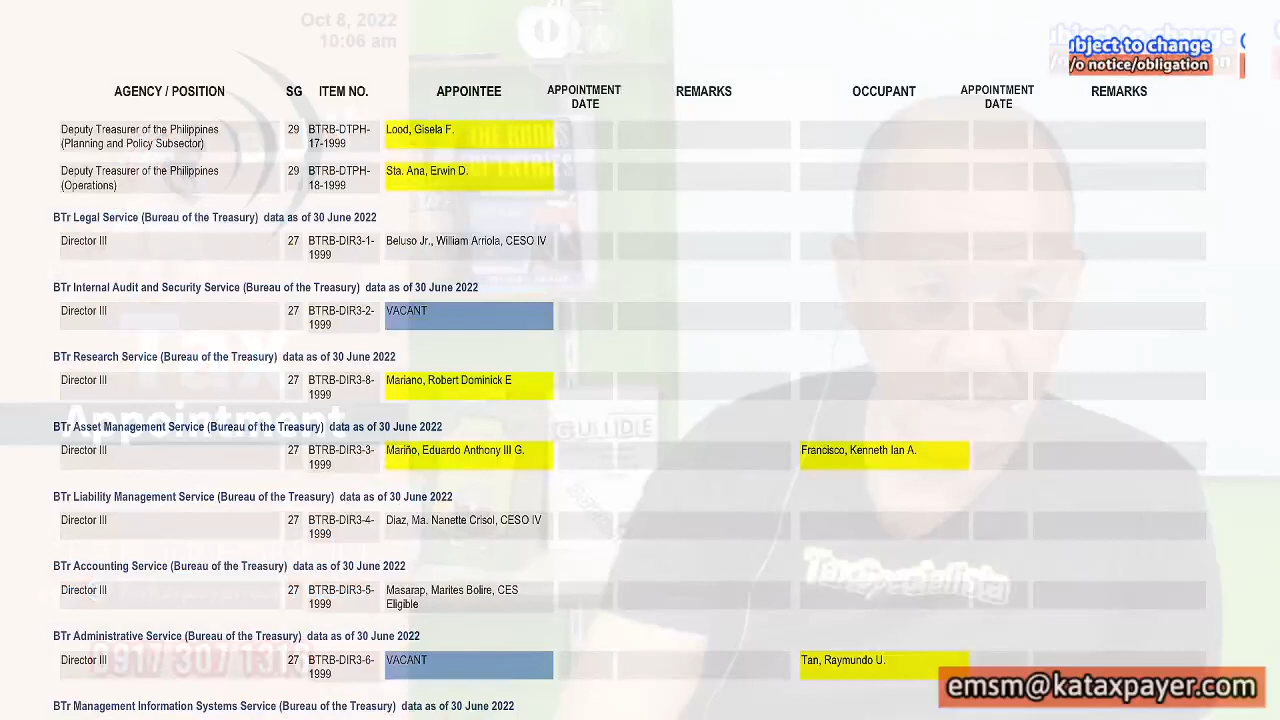 Oct 8, 2022
10:06 am
ubject to change
/o notice/obligation
AGENCY / POSITION SG ITEM NO. APPOINTEE APPOINTMENT DATE REMARKS OCCUPANT APPOINTMENT DATE REMARKS
Deputy Treasurer of the Philippines 29 BTRB-DTPH- Lood, Gisela F.
(Planning and Policy Subsector) 17-1999
Deputy Treasurer of the Philippines 29 BTRB-DTPH- Sta. Ana, Erwin D.
(Operations) 18-1999
BTr Legal Service (Bureau of the Treasury) data as of 30 June 2022
Director III 27 BTRB-DIR3-1- Beluso Jr., William Arriola, CESO IV
1999
BTr Internal Audit and Security Service (Bureau of the Treasury) data as of 30 June 2022
Director III 27 BTRB-DIR3-2- VACANT
1999
BTr Research Service (Bureau of the Treasury) data as of 30 June 2022
Director III 27 BTRB-DIR3-8- Mariano, Robert Dominick E
1999
Appointment
BTr Asset Management Service (Bureau of the Treasury) data as of 30 June 2022
Director III 27 BTRB-DIR3-3- Mariño, Eduardo Anthony III G. Francisco, Kenneth Ian A.
1999
BTr Liability Management Service (Bureau of the Treasury) data as of 30 June 2022
Director III 27 BTRB-DIR3-4- Diaz, Ma. Nanette Crisol, CESO IV
1999
BTr Accounting Service (Bureau of the Treasury) data as of 30 June 2022
Director III 27 BTRB-DIR3-5- Masarap, Marites Bolire, CES
1999 Eligible
BTr Administrative Service (Bureau of the Treasury) data as of 30 June 2022
Director III 27 BTRB-DIR3-6- VACANT Tan, Raymundo U.
1999
emsm@kataxpayer.com
BTr Management Information Systems Service (Bureau of the Treasury) data as of 30 June 2022